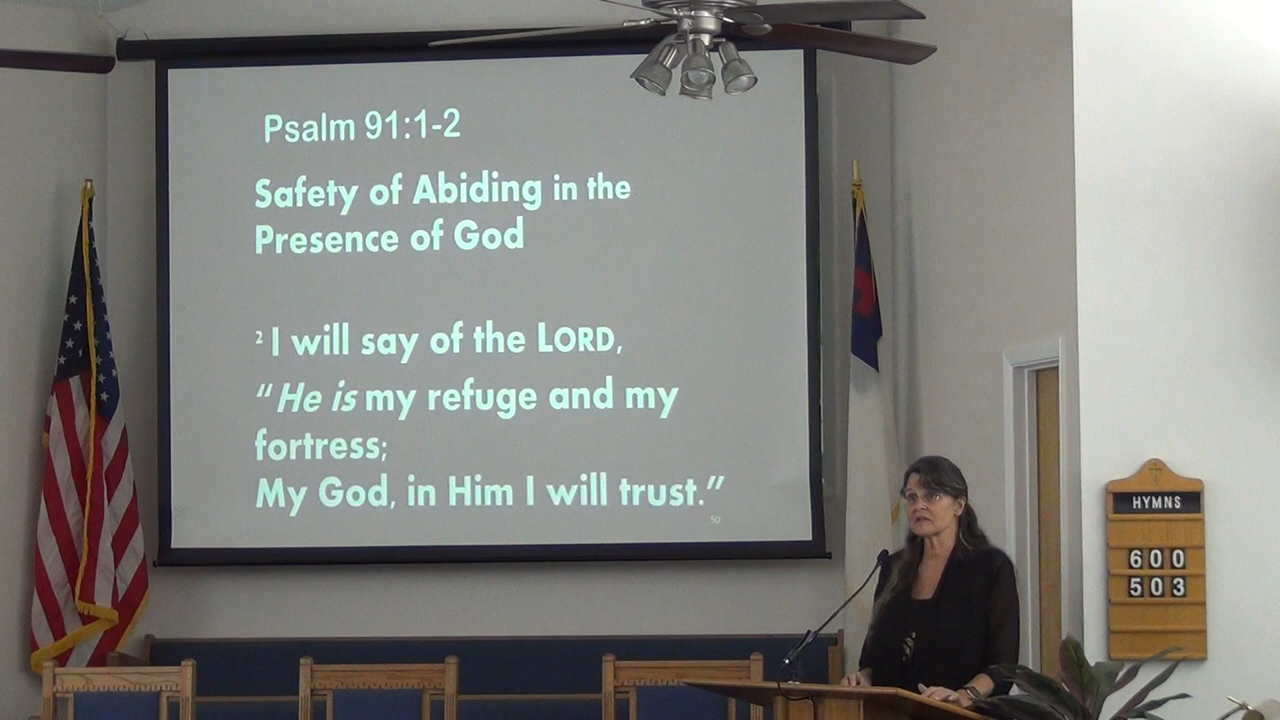 Psalm 91:1-2
Safety of Abiding in the
Presence of God
2 I will say of the LORD,
“He is my refuge and my
fortress;
My God, in Him I will trust.”
50
HYMNS
600
503